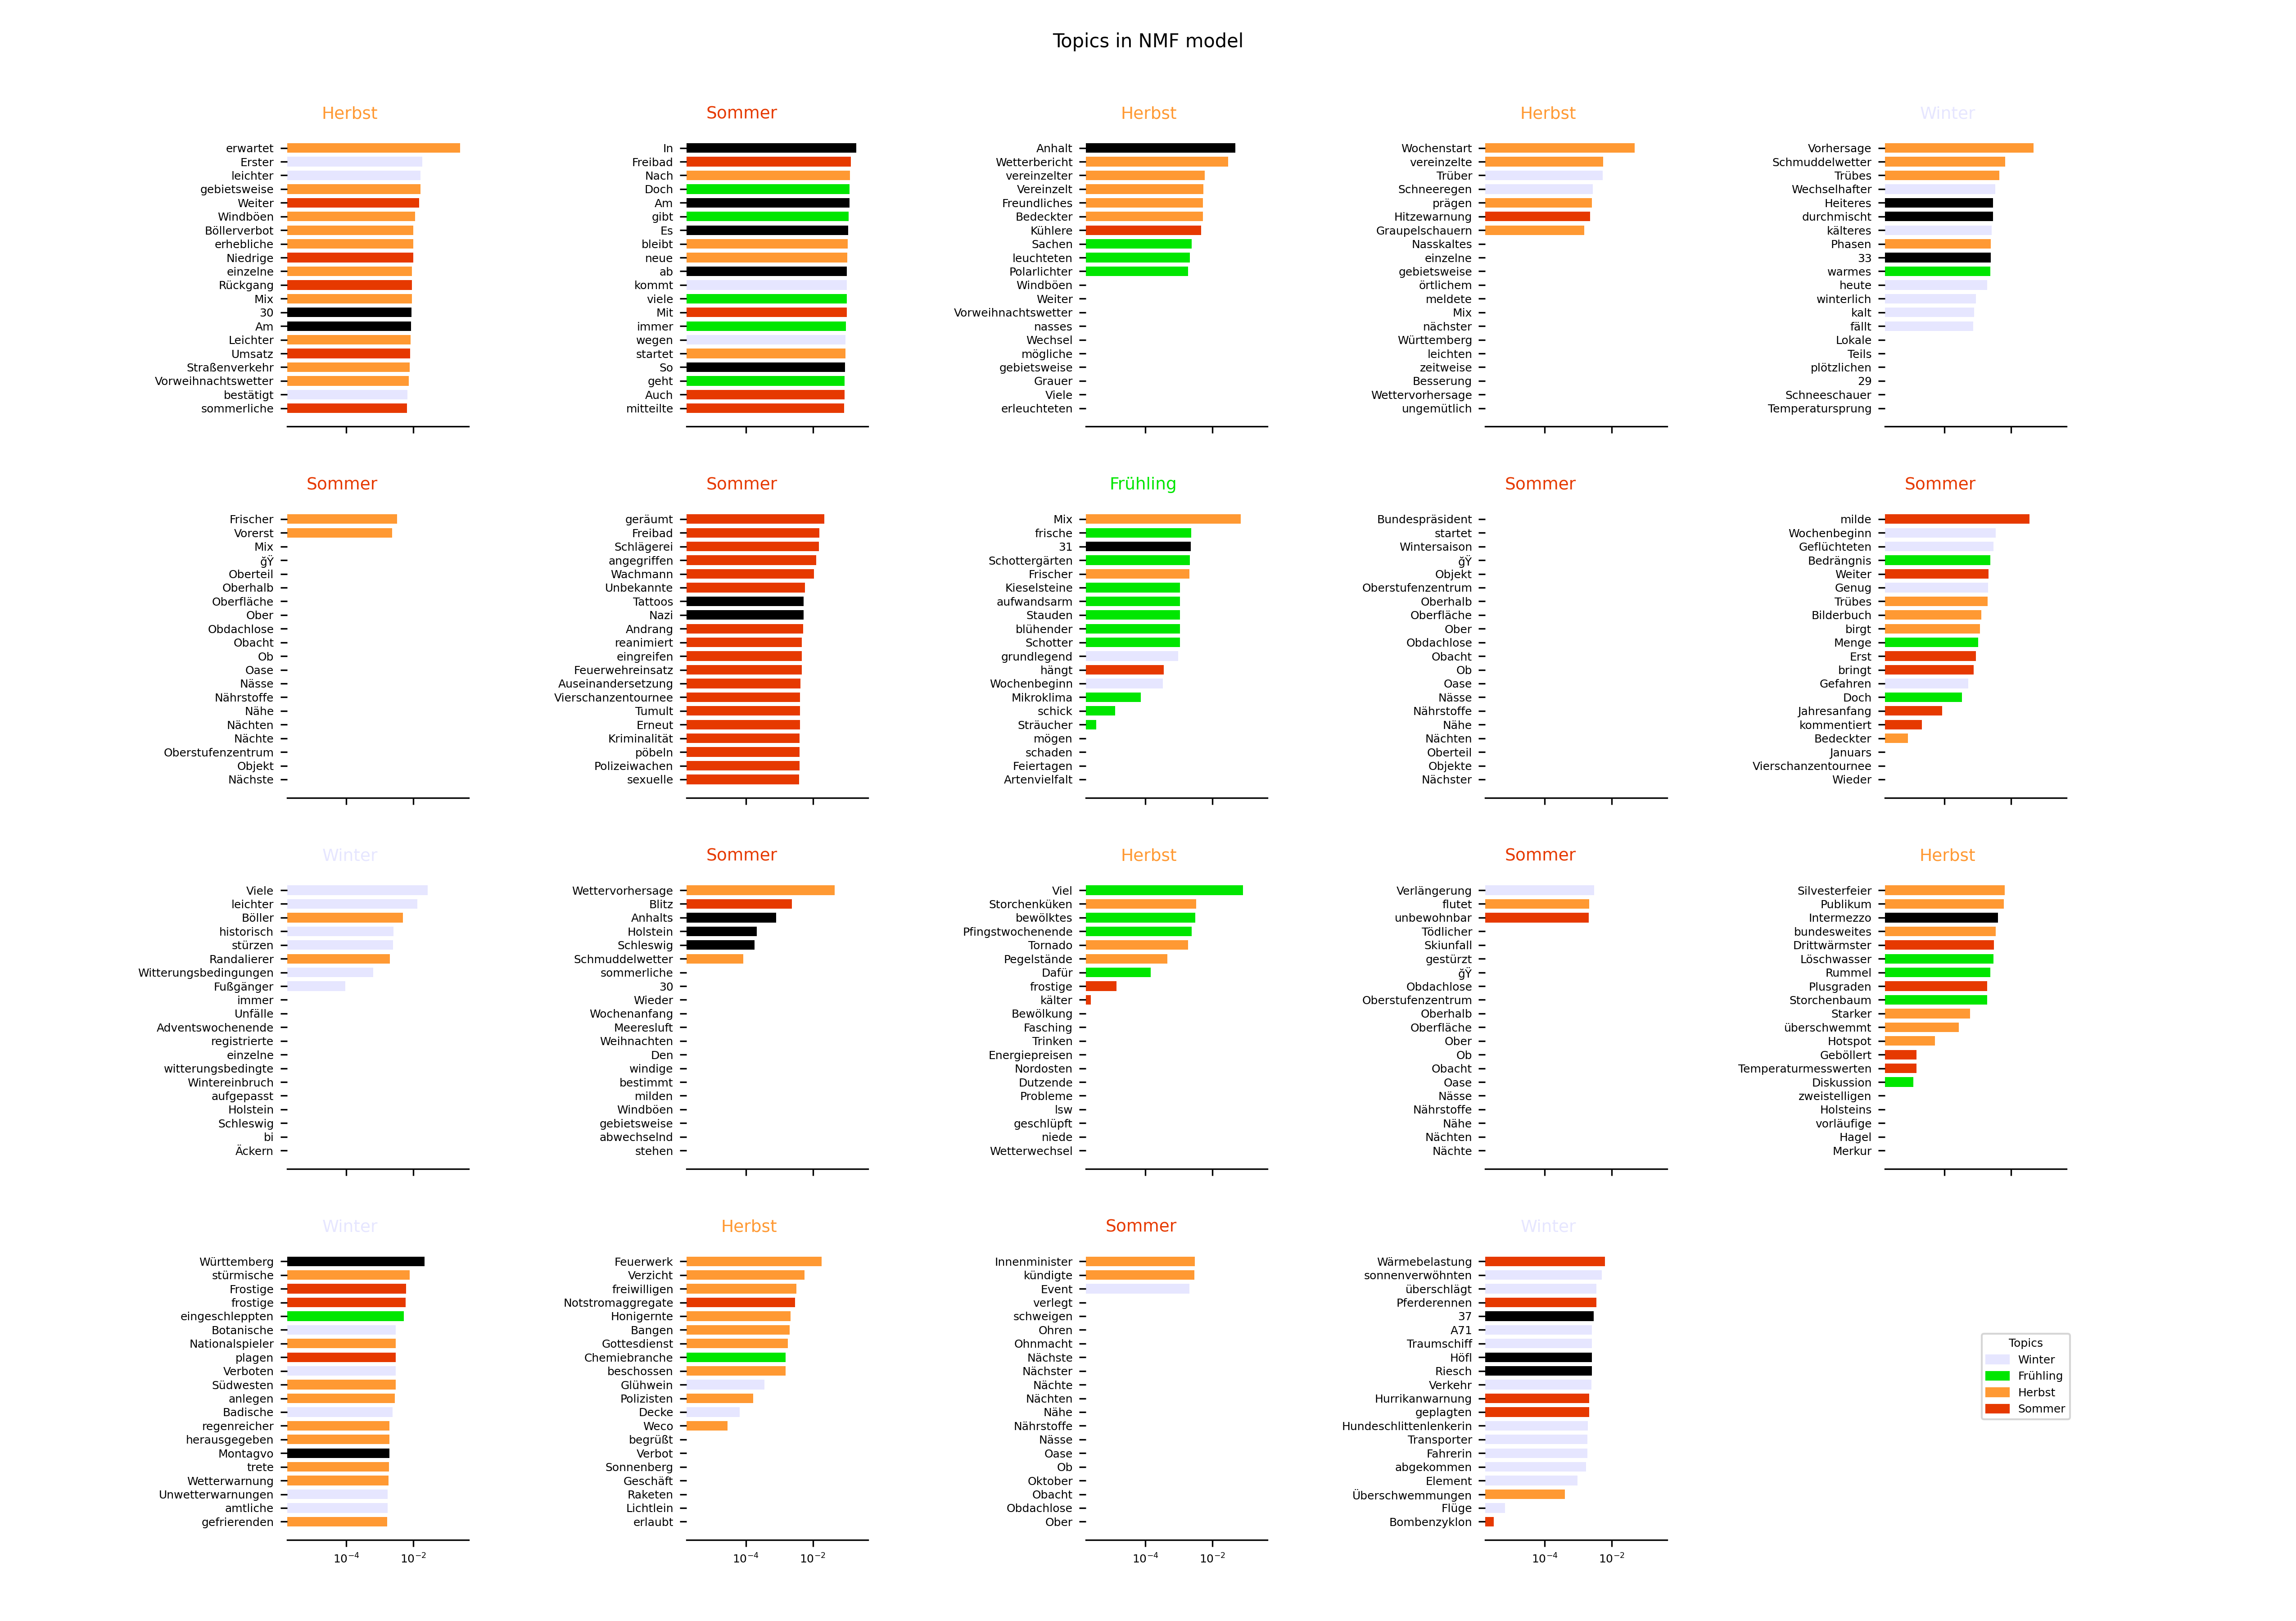 Topics in NMF model
Herbst
erwartet
Erster
leichter
gebietsweise
Weiter
Windböen
Böllerverbot
erhebliche
Niedrige
einzelne
Rückgang
Mix
30
Am
Leichter
Umsatz
Straßenverkehr
Vorweihnachtswetter
bestätigt
sommerliche
Sommer
In
Freibad
Nach
Doch
Am
gibt
Es
bleibt
neue
ab
kommt
viele
Mit
immer
wegen
startet
So
geht
Auch
mitteilte
Herbst
Anhalt
Wetterbericht
vereinzelter
Vereinzelt
Freundliches
Bedeckter
Kühlere
Sachen
leuchteten
Polarlichter
Windböen
Weiter
Vorweihnachtswetter
nasses
Wechsel
mögliche
gebietsweise
Grauer
Viele
erleuchteten
Herbst
Wochenstart
vereinzelte
Trüber
Schneeregen
prägen
Hitzewarnung
Graupelschauern
Nasskaltes
einzelne
gebietsweise
örtlichem
meldete
Mix
nächster
Württemberg
leichten
zeitweise
Besserung
Wettervorhersage
ungemütlich
Winter
Vorhersage
Schmuddelwetter
Trübes
Wechselhafter
Heiteres
durchmischt
kälteres
Phasen
33
warmes
heute
winterlich
kalt
fällt
Lokale
Teils
plötzlichen
29
Schneeschauer
Temperatursprung
Sommer
Frischer
Vorerst
Mix
ğŸ
Oberteil
Oberhalb
Oberfläche
Ober
Obdachlose
Obacht
Ob
Oase
Nässe
Nährstoffe
Nähe
Nächten
Nächte
Oberstufenzentrum
Objekt
Nächste
Sommer
geräumt
Freibad
Schlägerei
angegriffen
Wachmann
Unbekannte
Tattoos
Nazi
Andrang
reanimiert
eingreifen
Feuerwehreinsatz
Auseinandersetzung
Vierschanzentournee
Tumult
Erneut
Kriminalität
pöbeln
Polizeiwachen
sexuelle
Frühling
Mix
frische
31
Schottergärten
Frischer
Kieselsteine
aufwandsarm
Stauden
blühender
Schotter
grundlegend
hängt
Wochenbeginn
Mikroklima
schick
Sträucher
mögen
schaden
Feiertagen
Artenvielfalt
Sommer
Bundespräsident
startet
Wintersaison
ğŸ
Objekt
Oberstufenzentrum
Oberhalb
Oberfläche
Ober
Obdachlose
Obacht
Ob
Oase
Nässe
Nährstoffe
Nähe
Nächten
Oberteil
Objekte
Nächster
Sommer
milde
Wochenbeginn
Geflüchteten
Bedrängnis
Weiter
Genug
Trübes
Bilderbuch
birgt
Menge
Erst
bringt
Gefahren
Doch
Jahresanfang
kommentiert
Bedeckter
Januars
Vierschanzentournee
Wieder
Winter
Viele
leichter
Böller
historisch
stürzen
Randalierer
Witterungsbedingungen
Fußgänger
immer
Unfälle
Adventswochenende
registrierte
einzelne
witterungsbedingte
Wintereinbruch
aufgepasst
Holstein
Schleswig
bi
Äckern
Sommer
Wettervorhersage
Blitz
Anhalts
Holstein
Schleswig
Schmuddelwetter
sommerliche
30
Wieder
Wochenanfang
Meeresluft
Weihnachten
Den
windige
bestimmt
milden
Windböen
gebietsweise
abwechselnd
stehen
Herbst
Viel
Storchenküken
bewölktes
Pfingstwochenende
Tornado
Pegelstände
Dafür
frostige
kälter
Bewölkung
Fasching
Trinken
Energiepreisen
Nordosten
Dutzende
Probleme
lsw
geschlüpft
niede
Wetterwechsel
Sommer
Verlängerung
flutet
unbewohnbar
Tödlicher
Skiunfall
gestürzt
ğŸ
Obdachlose
Oberstufenzentrum
Oberhalb
Oberfläche
Ober
Ob
Obacht
Oase
Nässe
Nährstoffe
Nähe
Nächten
Nächte
Herbst
Silvesterfeier
Publikum
Intermezzo
bundesweites
Drittwärmster
Löschwasser
Rummel
Plusgraden
Storchenbaum
Starker
überschwemmt
Hotspot
Geböllert
Temperaturmesswerten
Diskussion
zweistelligen
Holsteins
vorläufige
Hagel
Merkur
Winter
Württemberg
stürmische
Frostige
frostige
eingeschleppten
Botanische
Nationalspieler
plagen
Verboten
Südwesten
anlegen
Badische
regenreicher
herausgegeben
Montagvo
trete
Wetterwarnung
Unwetterwarnungen
amtliche
gefrierenden
10⁻⁴ 10⁻²
Herbst
Feuerwerk
Verzicht
freiwilligen
Notstromaggregate
Honigernte
Bangen
Gottesdienst
Chemiebranche
beschossen
Glühwein
Polizisten
Decke
Weco
begrüßt
Verbot
Sonnenberg
Geschäft
Raketen
Lichtlein
erlaubt
10⁻⁴ 10⁻²
Sommer
Innenminister
kündigte
Event
verlegt
schweigen
Ohren
Ohnmacht
Nächste
Nächster
Nächte
Nächten
Nähe
Nährstoffe
Nässe
Oase
Ob
Oktober
Obacht
Obdachlose
Ober
10⁻⁴ 10⁻²
Winter
Wärmebelastung
sonnenverwöhnten
überschlägt
Pferderennen
37
A71
Traumschiff
Höfl
Riesch
Verkehr
Hurrikanwarnung
geplagten
Hundeschlittenlenkerin
Transporter
Fahrerin
abgekommen
Element
Überschwemmungen
Flüge
Bombenzyklon
10⁻⁴ 10⁻²
Topics
Winter
Frühling
Herbst
Sommer